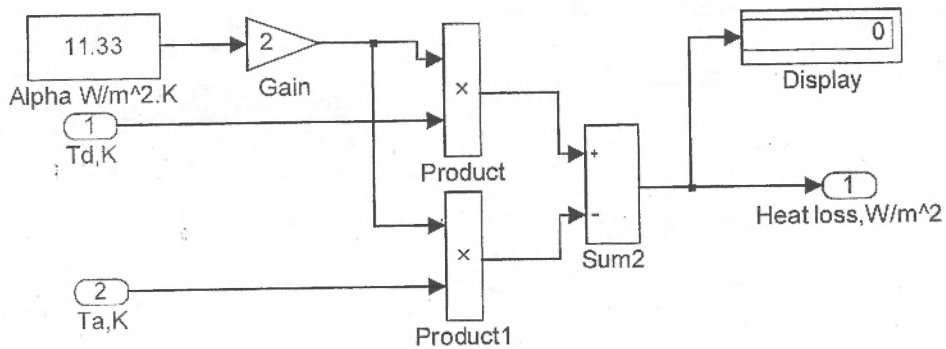 11.33
Alpha W/m^2.K
2
Gain
1
Td,K
×
Product
0
Display
+
−
Sum2
1
Heat loss,W/m^2
×
Product1
2
Ta,K